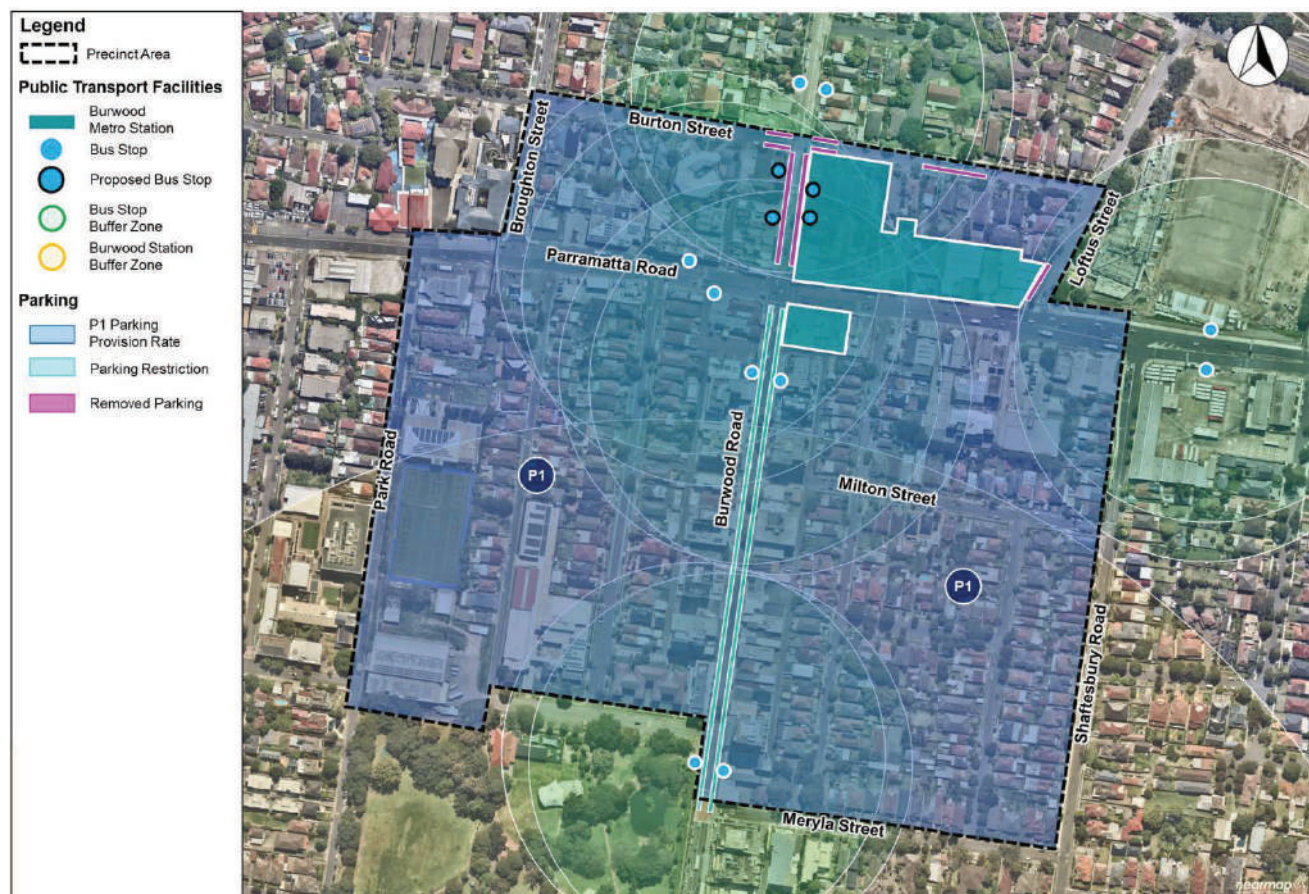 Legend
Precinct Area
Public Transport Facilities
Burwood
Metro Station
Bus Stop
Proposed Bus Stop
Bus Stop
Buffer Zone
Burwood Station
Buffer Zone
Parking
P1 Parking
Provision Rate
Parking Restriction
Removed Parking
Burton Street
Broughton Street
Loftus Street
Parramatta Road
Park Road
Burwood Road
P1
Milton Street
P1
Shaftesbury Road
Meryla Street
nearmap